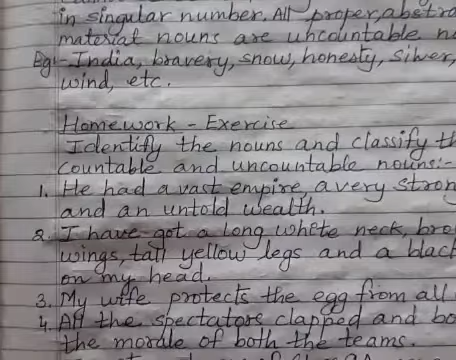 in singular number. All proper, abstra
material nouns are uncountable no
Eg:- India, bravery, snow, honesty, silver,
wind, etc.
Homework - Exercise
Identify the nouns and classify th
countable and uncountable nouns:-
1. He had a vast empire, a very stron
and an untold wealth.
2. I have got a long white neck, bro
wings, tall yellow legs and a black
on my head.
3. My wife protects the egg from all
4. All the spectators clapped and bo
the morale of both the teams.